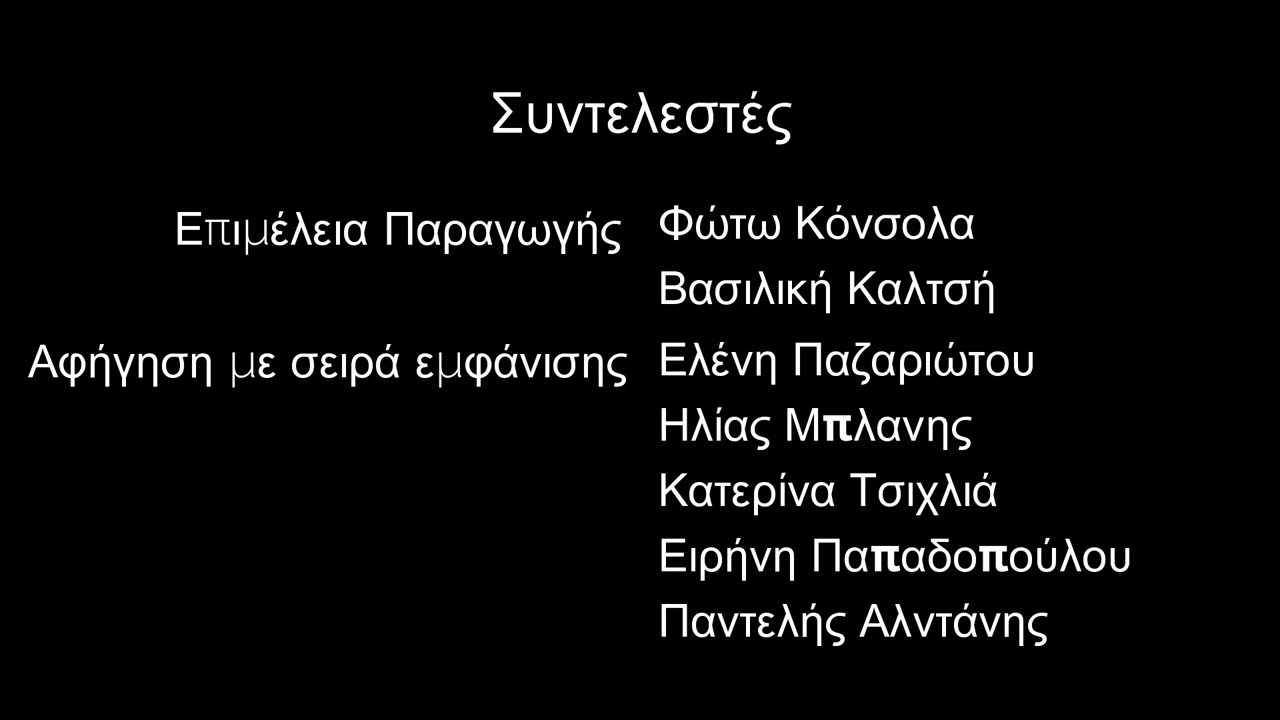 Συντελεστές
Επιμέλεια Παραγωγής Φώτω Κόνσολα
Βασιλική Καλτσή
Αφήγηση με σειρά εμφάνισης Ελένη Παζαριώτου
Ηλίας Μπλανης
Κατερίνα Τσιχλιά
Ειρήνη Παπαδοπούλου
Παντελής Αλντάνης